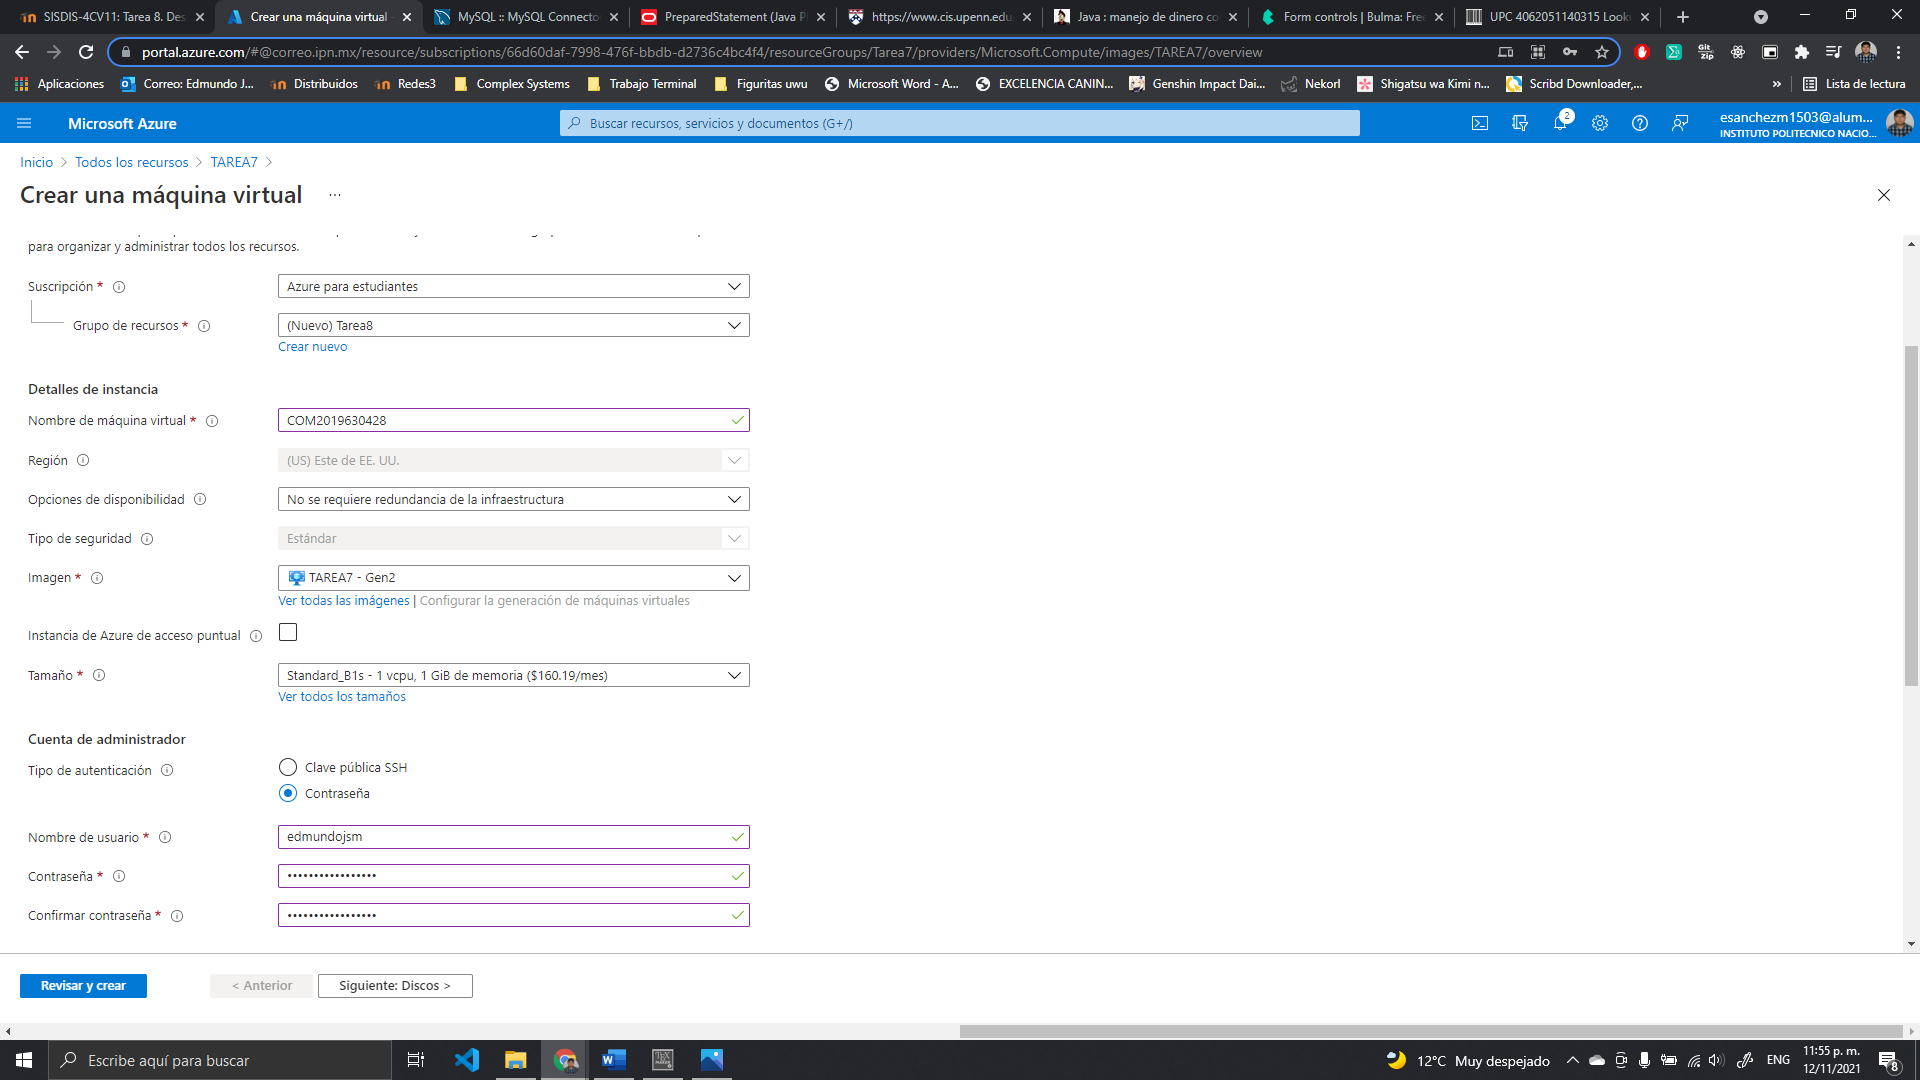 SISDIS-4CV11: Tarea 8. Des
Crear una máquina virtual -
MySQL :: MySQL Connecto
PreparedStatement (Java P
https://www.cis.upenn.edu
Java : manejo de dinero co
Form controls | Bulma: Fre
UPC 4062051140315 Look
portal.azure.com/#@correo.ipn.mx/resource/subscriptions/66d60daf-7998-476f-bbdb-d2736c4bc4f4/resourceGroups/Tarea7/providers/Microsoft.Compute/images/TAREA7/overview
Aplicaciones
Correo: Edmundo J...
Distribuidos
Redes3
Complex Systems
Trabajo Terminal
Figuritas uwu
Microsoft Word - A...
EXCELENCIA CANIN...
Genshin Impact Dai...
Nekorl
Shigatsu wa Kimi n...
Scribd Downloader,...
»
Lista de lectura
Microsoft Azure
Buscar recursos, servicios y documentos (G+/)
2
esanchezm1503@alum...
INSTITUTO POLITECNICO NACIO...
Inicio > Todos los recursos > TAREA7 >
Crear una máquina virtual ...
para organizar y administrar todos los recursos.
Suscripción *
Azure para estudiantes
Grupo de recursos *
(Nuevo) Tarea8
Crear nuevo
Detalles de instancia
Nombre de máquina virtual *
COM2019630428
Región
(US) Este de EE. UU.
Opciones de disponibilidad
No se requiere redundancia de la infraestructura
Tipo de seguridad
Estándar
Imagen *
TAREA7 - Gen2
Ver todas las imágenes | Configurar la generación de máquinas virtuales
Instancia de Azure de acceso puntual
Tamaño *
Standard_B1s - 1 vcpu, 1 GiB de memoria ($160.19/mes)
Ver todos los tamaños
Cuenta de administrador
Tipo de autenticación
Clave pública SSH
Contraseña
Nombre de usuario *
edmundojsm
Contraseña *
•••••••••••••••••
Confirmar contraseña *
•••••••••••••••••
Revisar y crear
< Anterior
Siguiente: Discos >
Escribe aquí para buscar
12°C Muy despejado
ENG
11:55 p. m.
12/11/2021
8